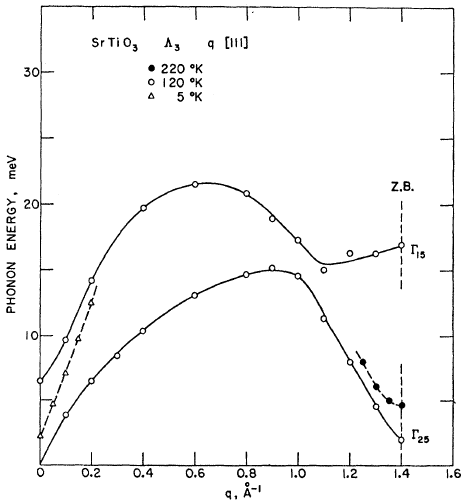 SrTiO3 Λ3 q [111]
● 220 °K
○ 120 °K
△ 5 °K
30
20
10
PHONON ENERGY, meV
Z.B.
Γ15
Γ25
0 0.2 0.4 0.6 0.8 1.0 1.2 1.4 1.6
q, Å-1